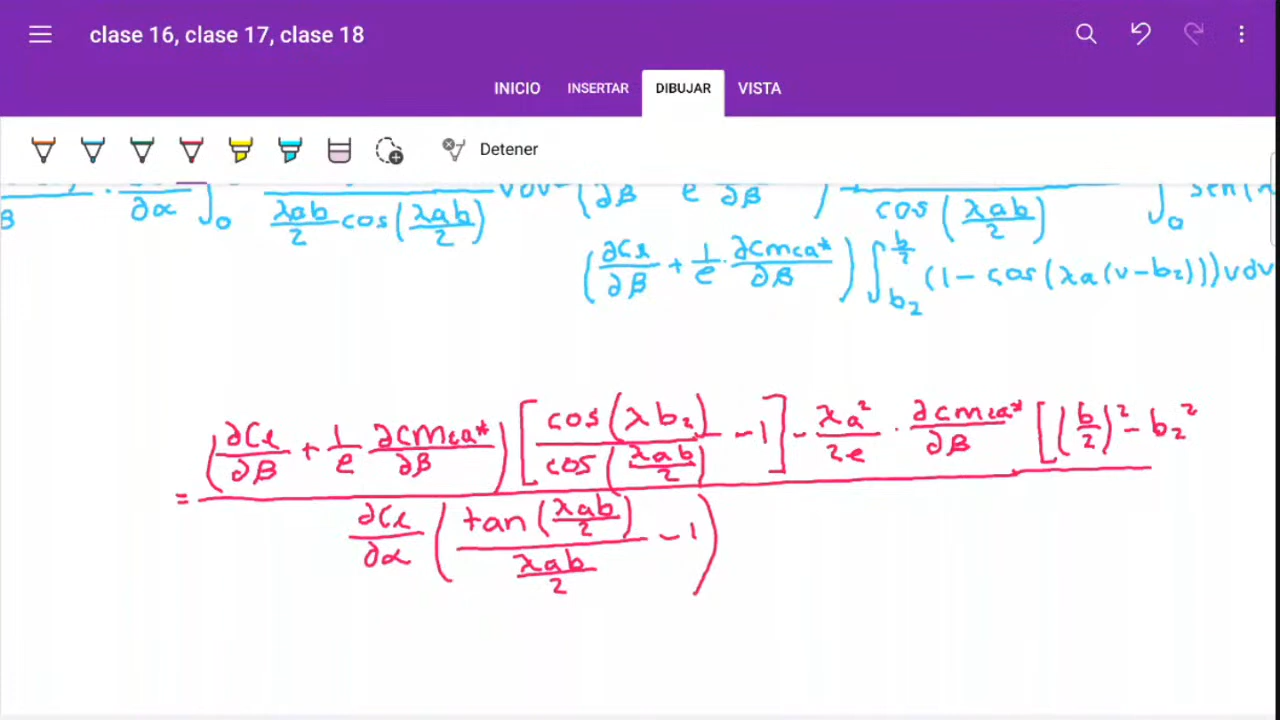 clase 16, clase 17, clase 18
INICIO INSERTAR DIBUJAR VISTA
Detener
β · ∂α ∫₀ λab/2 cos(λab/2) vdv (∂β e ∂β) cos(λab/2) ∫₀ sen(λ
(∂Cl/∂β + 1/e · ∂Cmca*/∂β) ∫_{b₂}^{b/2} (1 - cos(λa(v-b₂)))vdv
= ((∂Cl/∂β + 1/e ∂Cmca*/∂β) [cos(λb₂)/cos(λab/2) - 1] - λa²/2e · ∂Cmca*/∂β [(b/2)² - b₂²) / (∂Cl/∂α (tan(λab/2)/(λab/2) - 1))